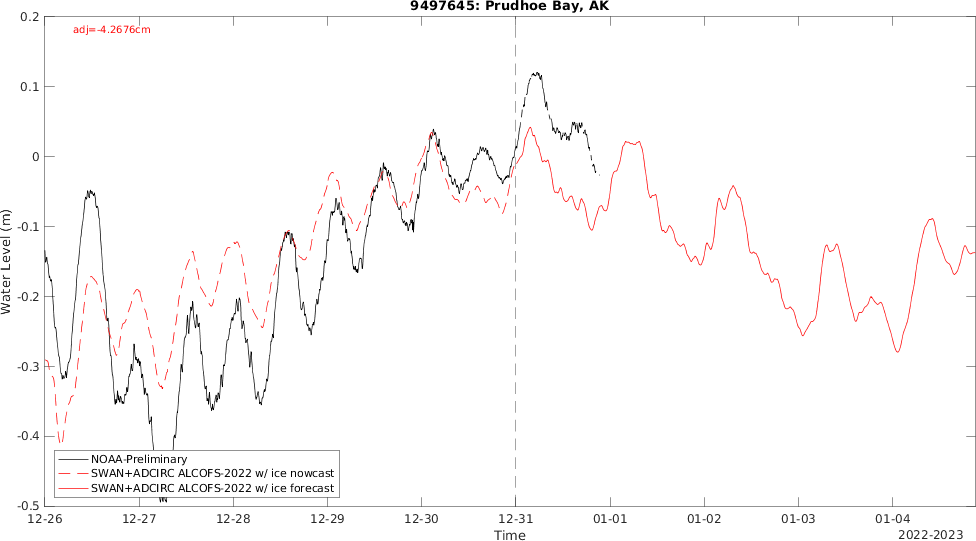 9497645: Prudhoe Bay, AK
adj=-4.2676cm
Water Level (m)
0.2
0.1
0
-0.1
-0.2
-0.3
-0.4
-0.5
NOAA-Preliminary
SWAN+ADCIRC ALCOFS-2022 w/ ice nowcast
SWAN+ADCIRC ALCOFS-2022 w/ ice forecast
12-26 12-27 12-28 12-29 12-30 12-31 01-01 01-02 01-03 01-04
Time
2022-2023